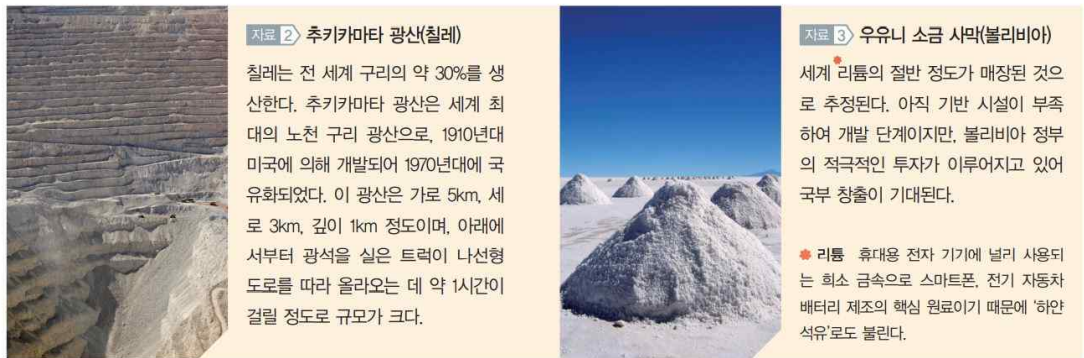 자료 2 추키카마타 광산(칠레)
칠레는 전 세계 구리의 약 30%를 생
산한다. 추키카마타 광산은 세계 최
대의 노천 구리 광산으로, 1910년대
미국에 의해 개발되어 1970년대에 국
유화되었다. 이 광산은 가로 5km, 세
로 3km, 깊이 1km 정도이며, 아래에
서부터 광석을 실은 트럭이 나선형
도로를 따라 올라오는 데 약 1시간이
걸릴 정도로 규모가 크다.
자료 3 우유니 소금 사막(볼리비아)
세계 리튬의 절반 정도가 매장된 것으
로 추정된다. 아직 기반 시설이 부족
하여 개발 단계이지만, 볼리비아 정부
의 적극적인 투자가 이루어지고 있어
국부 창출이 기대된다.
리튬 휴대용 전자 기기에 널리 사용되
는 희소 금속으로 스마트폰, 전기 자동차
배터리 제조의 핵심 원료이기 때문에 '하얀
석유'로도 불린다.